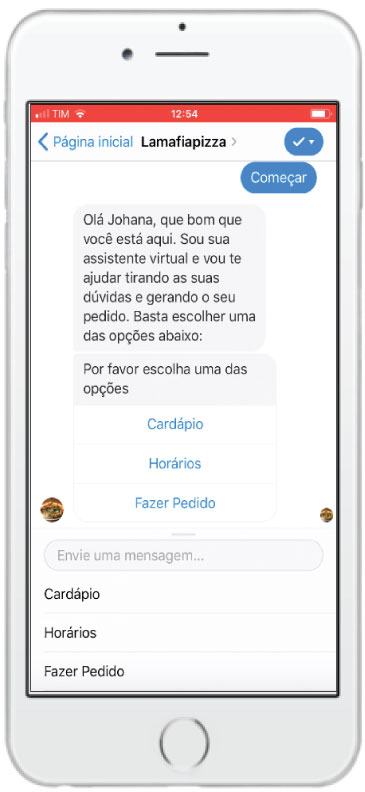 TIM 12:54
Página inicial Lamafiapizza
Começar
Olá Johana, que bom que
você está aqui. Sou sua
assistente virtual e vou te
ajudar tirando as suas
dúvidas e gerando o seu
pedido. Basta escolher uma
das opções abaixo:
Por favor escolha uma das
opções
Cardápio
Horários
Fazer Pedido
Envie uma mensagem...
Cardápio
Horários
Fazer Pedido